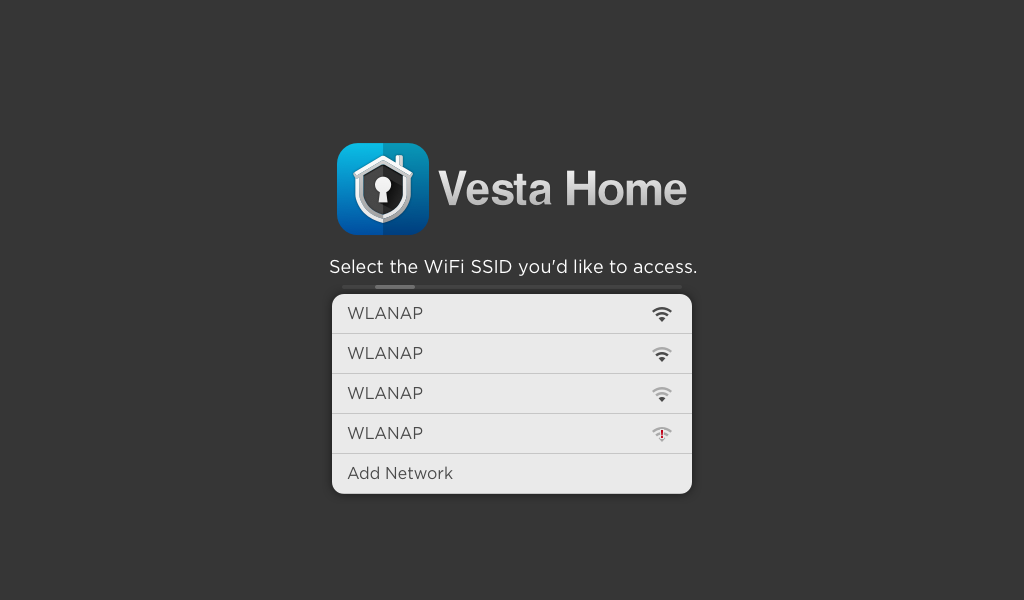 Vesta Home
Select the WiFi SSID you'd like to access.
WLANAP
WLANAP
WLANAP
WLANAP
Add Network